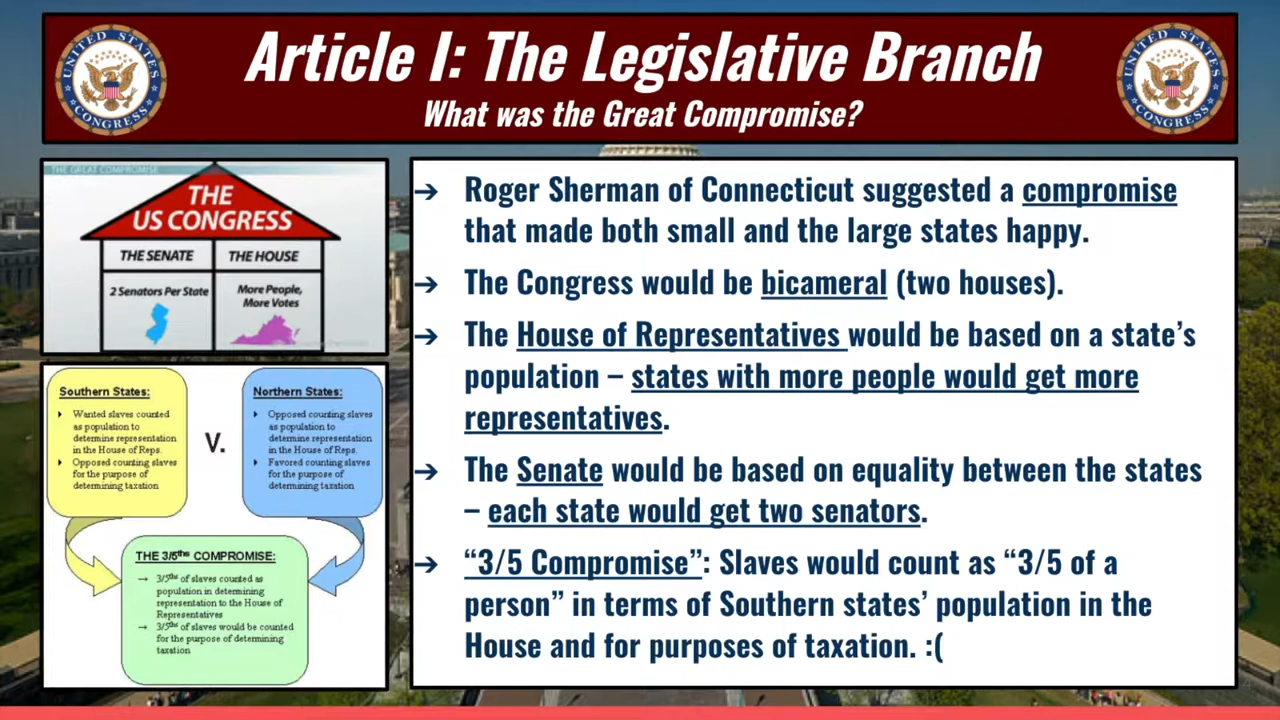 UNITED STATES
CONGRESS
Article I: The Legislative Branch
What was the Great Compromise?
UNITED STATES
CONGRESS
THE GREAT COMPROMISE
THE
US CONGRESS
THE SENATE
THE HOUSE
2 Senators Per State
More People,
More Votes
Southern States:
Wanted slaves counted
as population to
determine representation
in the House of Reps.
Opposed counting slaves
for the purpose of
determining taxation
V.
Northern States:
Opposed counting slaves
as population to
determine representation
in the House of Reps.
Favored counting slaves
for the purpose of
determining taxation
THE 3/5ths COMPROMISE:
→ 3/5ths of slaves counted as
population in determining
representation to the House of
Representatives
→ 3/5ths of slaves would be counted
for the purpose of determining
taxation
➔ Roger Sherman of Connecticut suggested a compromise
that made both small and the large states happy.
➔ The Congress would be bicameral (two houses).
➔ The House of Representatives would be based on a state’s
population – states with more people would get more
representatives.
➔ The Senate would be based on equality between the states
– each state would get two senators.
➔ “3/5 Compromise”: Slaves would count as “3/5 of a
person” in terms of Southern states’ population in the
House and for purposes of taxation. :(